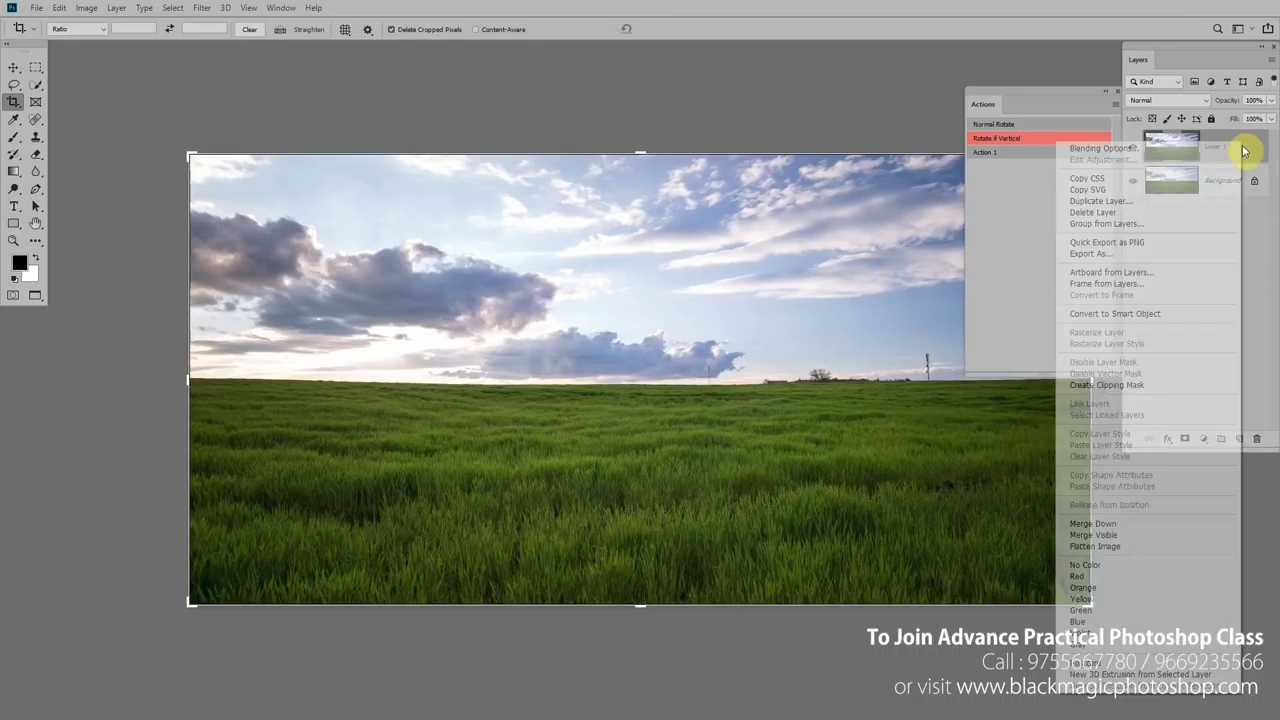 Ps File Edit Image Layer Type Select Filter 3D View Window Help
Ratio Clear Straighten Delete Cropped Pixels Content-Aware
Layers
Kind
Normal Opacity: 100%
Lock: Fill: 100%
Layer 1
Background
Actions
Normal Rotate
Rotate if Vertical
Action 1
Blending Options...
Edit Adjustment...
Copy CSS
Copy SVG
Duplicate Layer...
Delete Layer
Group from Layers...
Quick Export as PNG
Export As...
Artboard from Layers...
Frame from Layers...
Convert to Frame
Convert to Smart Object
Rasterize Layer
Rasterize Layer Style
Disable Layer Mask
Disable Vector Mask
Create Clipping Mask
Link Layers
Select Linked Layers
Copy Layer Style
Paste Layer Style
Clear Layer Style
Copy Shape Attributes
Paste Shape Attributes
Release from Isolation
Merge Down
Merge Visible
Flatten Image
No Color
Red
Orange
Yellow
Green
Blue
Gray
New 3D Extrusion from Selected Layer
To Join Advance Practical Photoshop Class
Call : 9755667780 / 9669235566
or visit www.blackmagicphotoshop.com